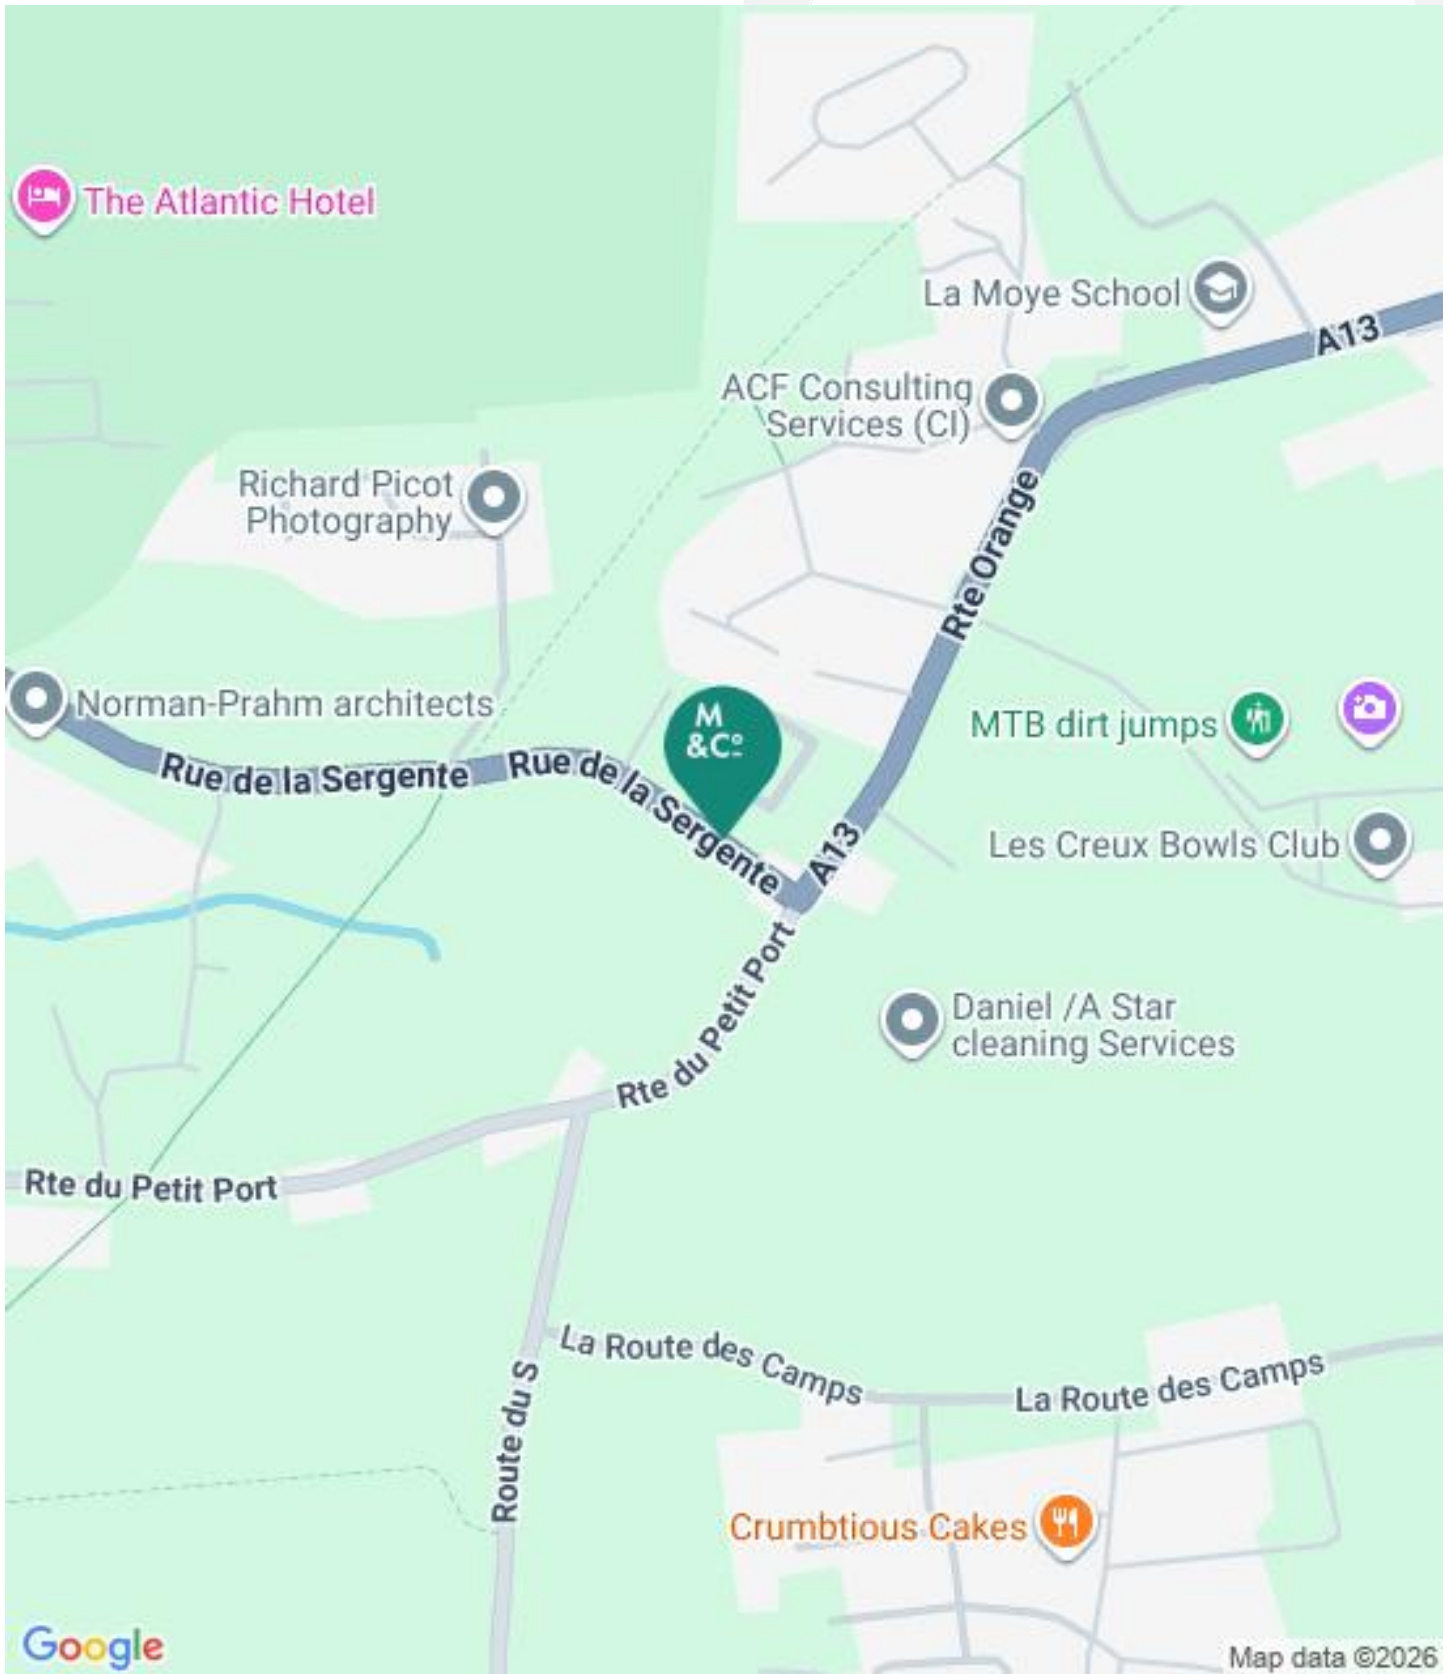 The Atlantic Hotel
La Moye School
A13
ACF Consulting
Services (CI)
Richard Picot
Photography
Rte Orange
Norman-Prahm architects
M
&Cº
MTB dirt jumps
Rue de la Sergente
Rue de la Sergente
A13
Les Creux Bowls Club
Rte du Petit Port
Daniel /A Star
cleaning Services
Rte du Petit Port
La Route des Camps
La Route des Camps
Route du S
Crumbtious Cakes
Google
Map data ©2026